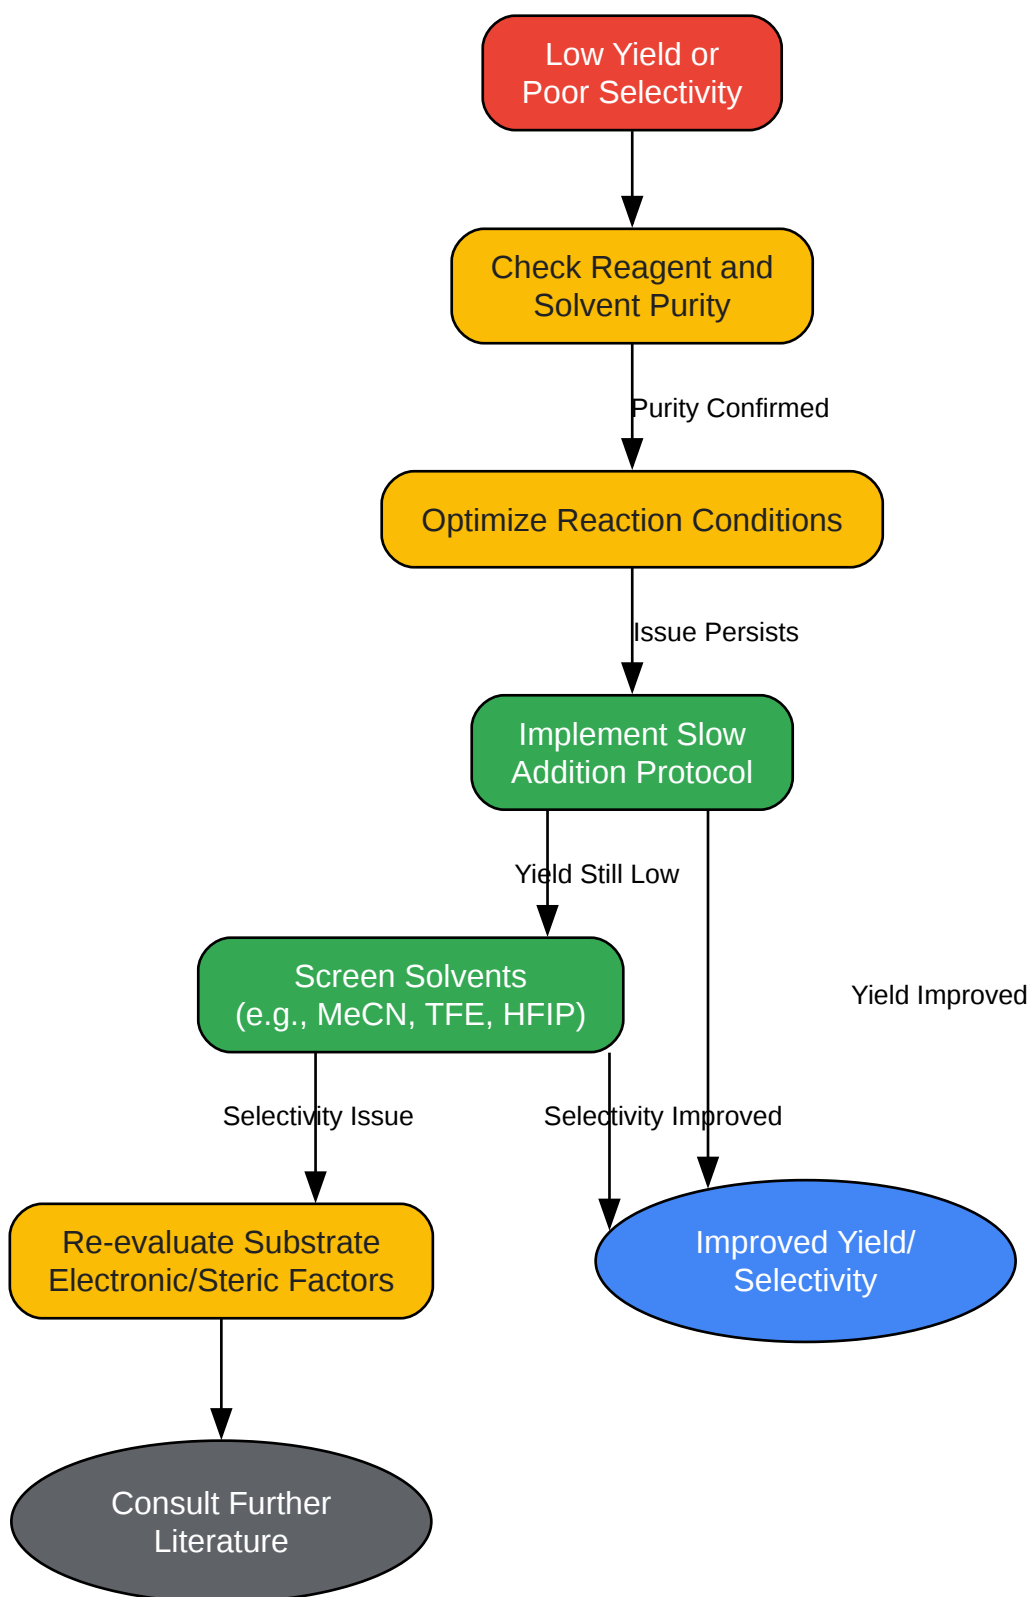 Low Yield or
Poor Selectivity
Check Reagent and
Solvent Purity
Purity Confirmed
Optimize Reaction Conditions
Issue Persists
Implement Slow
Addition Protocol
Yield Still Low
Screen Solvents
(e.g., MeCN, TFE, HFIP)
Yield Improved
Selectivity Issue
Selectivity Improved
Re-evaluate Substrate
Electronic/Steric Factors
Improved Yield/
Selectivity
Consult Further
Literature